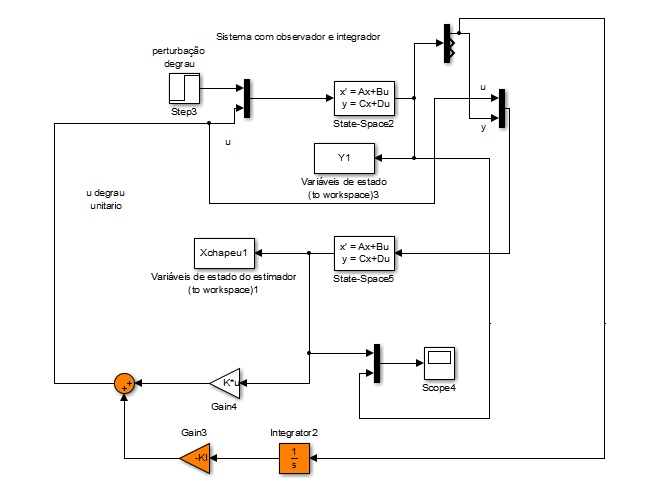 Sistema com observador e integrador
perturbação
degrau
Step3
x' = Ax+Bu
y = Cx+Du
State-Space2
u
y
u
Y1
Variáveis de estado
(to workspace)3
u degrau
unitario
Xchapeu1
Variáveis de estado do estimador
(to workspace)1
x' = Ax+Bu
y = Cx+Du
State-Space5
Scope4
K*u
Gain4
Gain3
-KI
Integrator2
1
s